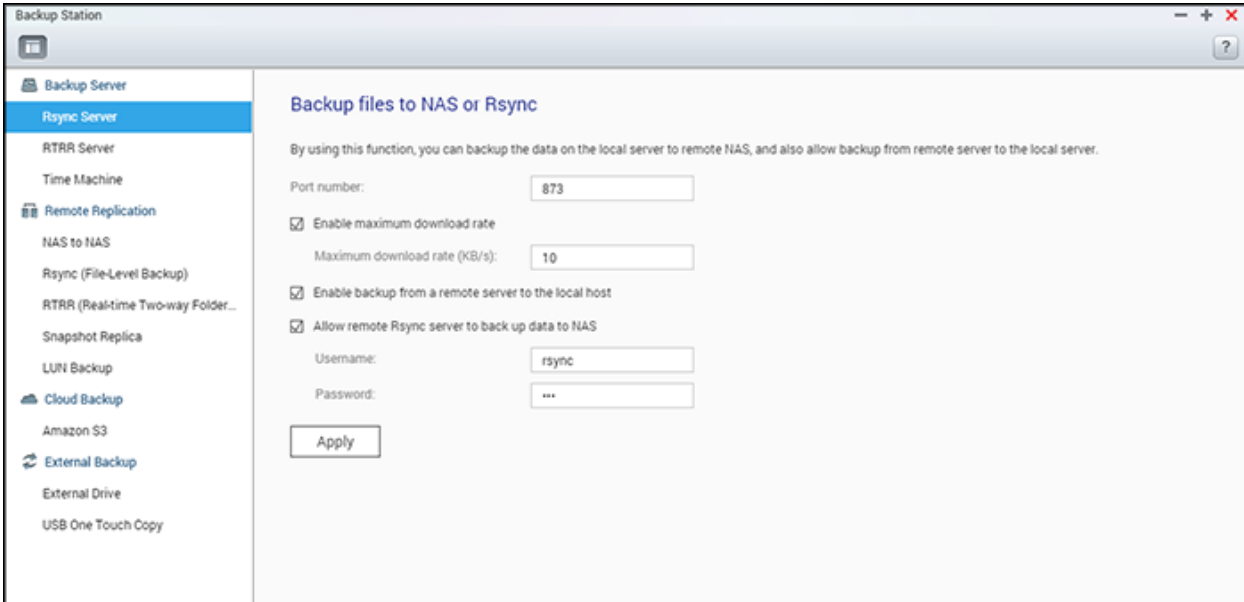 Backup Station
?
Backup Server
Rsync Server
RTRR Server
Time Machine
Remote Replication
NAS to NAS
Rsync (File-Level Backup)
RTRR (Real-time Two-way Folder...
Snapshot Replica
LUN Backup
Cloud Backup
Amazon S3
External Backup
External Drive
USB One Touch Copy
Backup files to NAS or Rsync
By using this function, you can backup the data on the local server to remote NAS, and also allow backup from remote server to the local server.
Port number: 873
Enable maximum download rate
Maximum download rate (KB/s): 10
Enable backup from a remote server to the local host
Allow remote Rsync server to back up data to NAS
Username: rsync
Password: •••
Apply